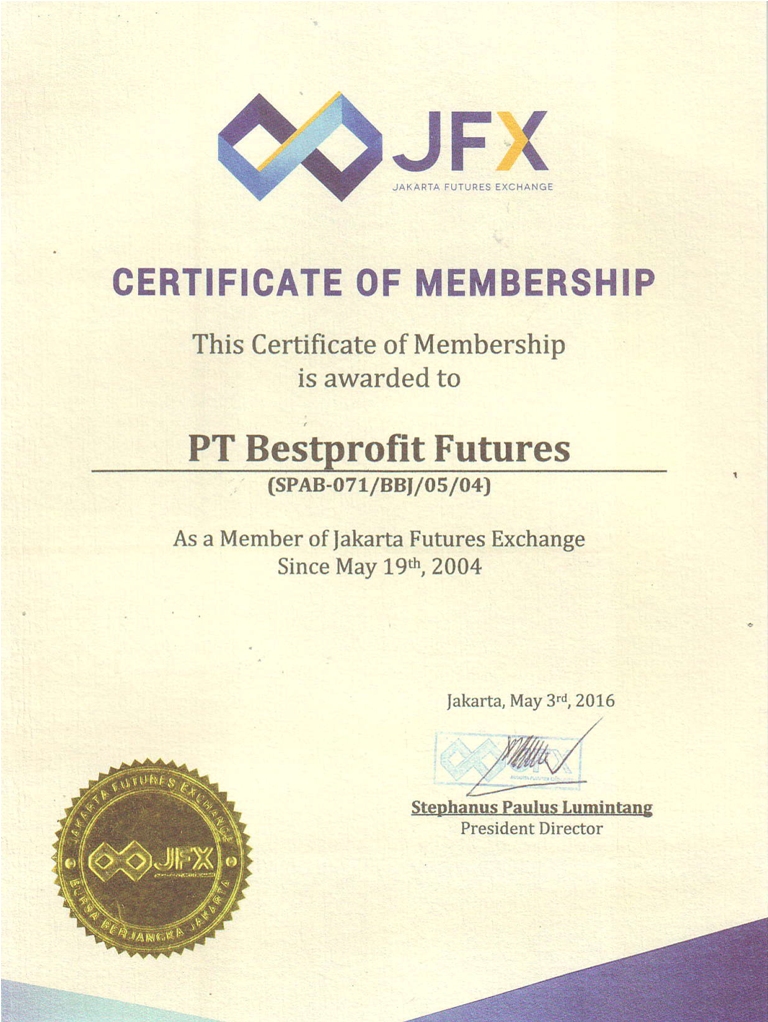 JFX
JAKARTA FUTURES EXCHANGE
CERTIFICATE OF MEMBERSHIP
This Certificate of Membership
is awarded to
PT Bestprofit Futures
(SPAB-071/BBJ/05/04)
As a Member of Jakarta Futures Exchange
Since May 19th, 2004
Jakarta, May 3rd, 2016
JFX
Stephanus Paulus Lumintang
President Director
JAKARTA FUTURES EXCHANGE
JFX
BURSA BERJANGKA JAKARTA